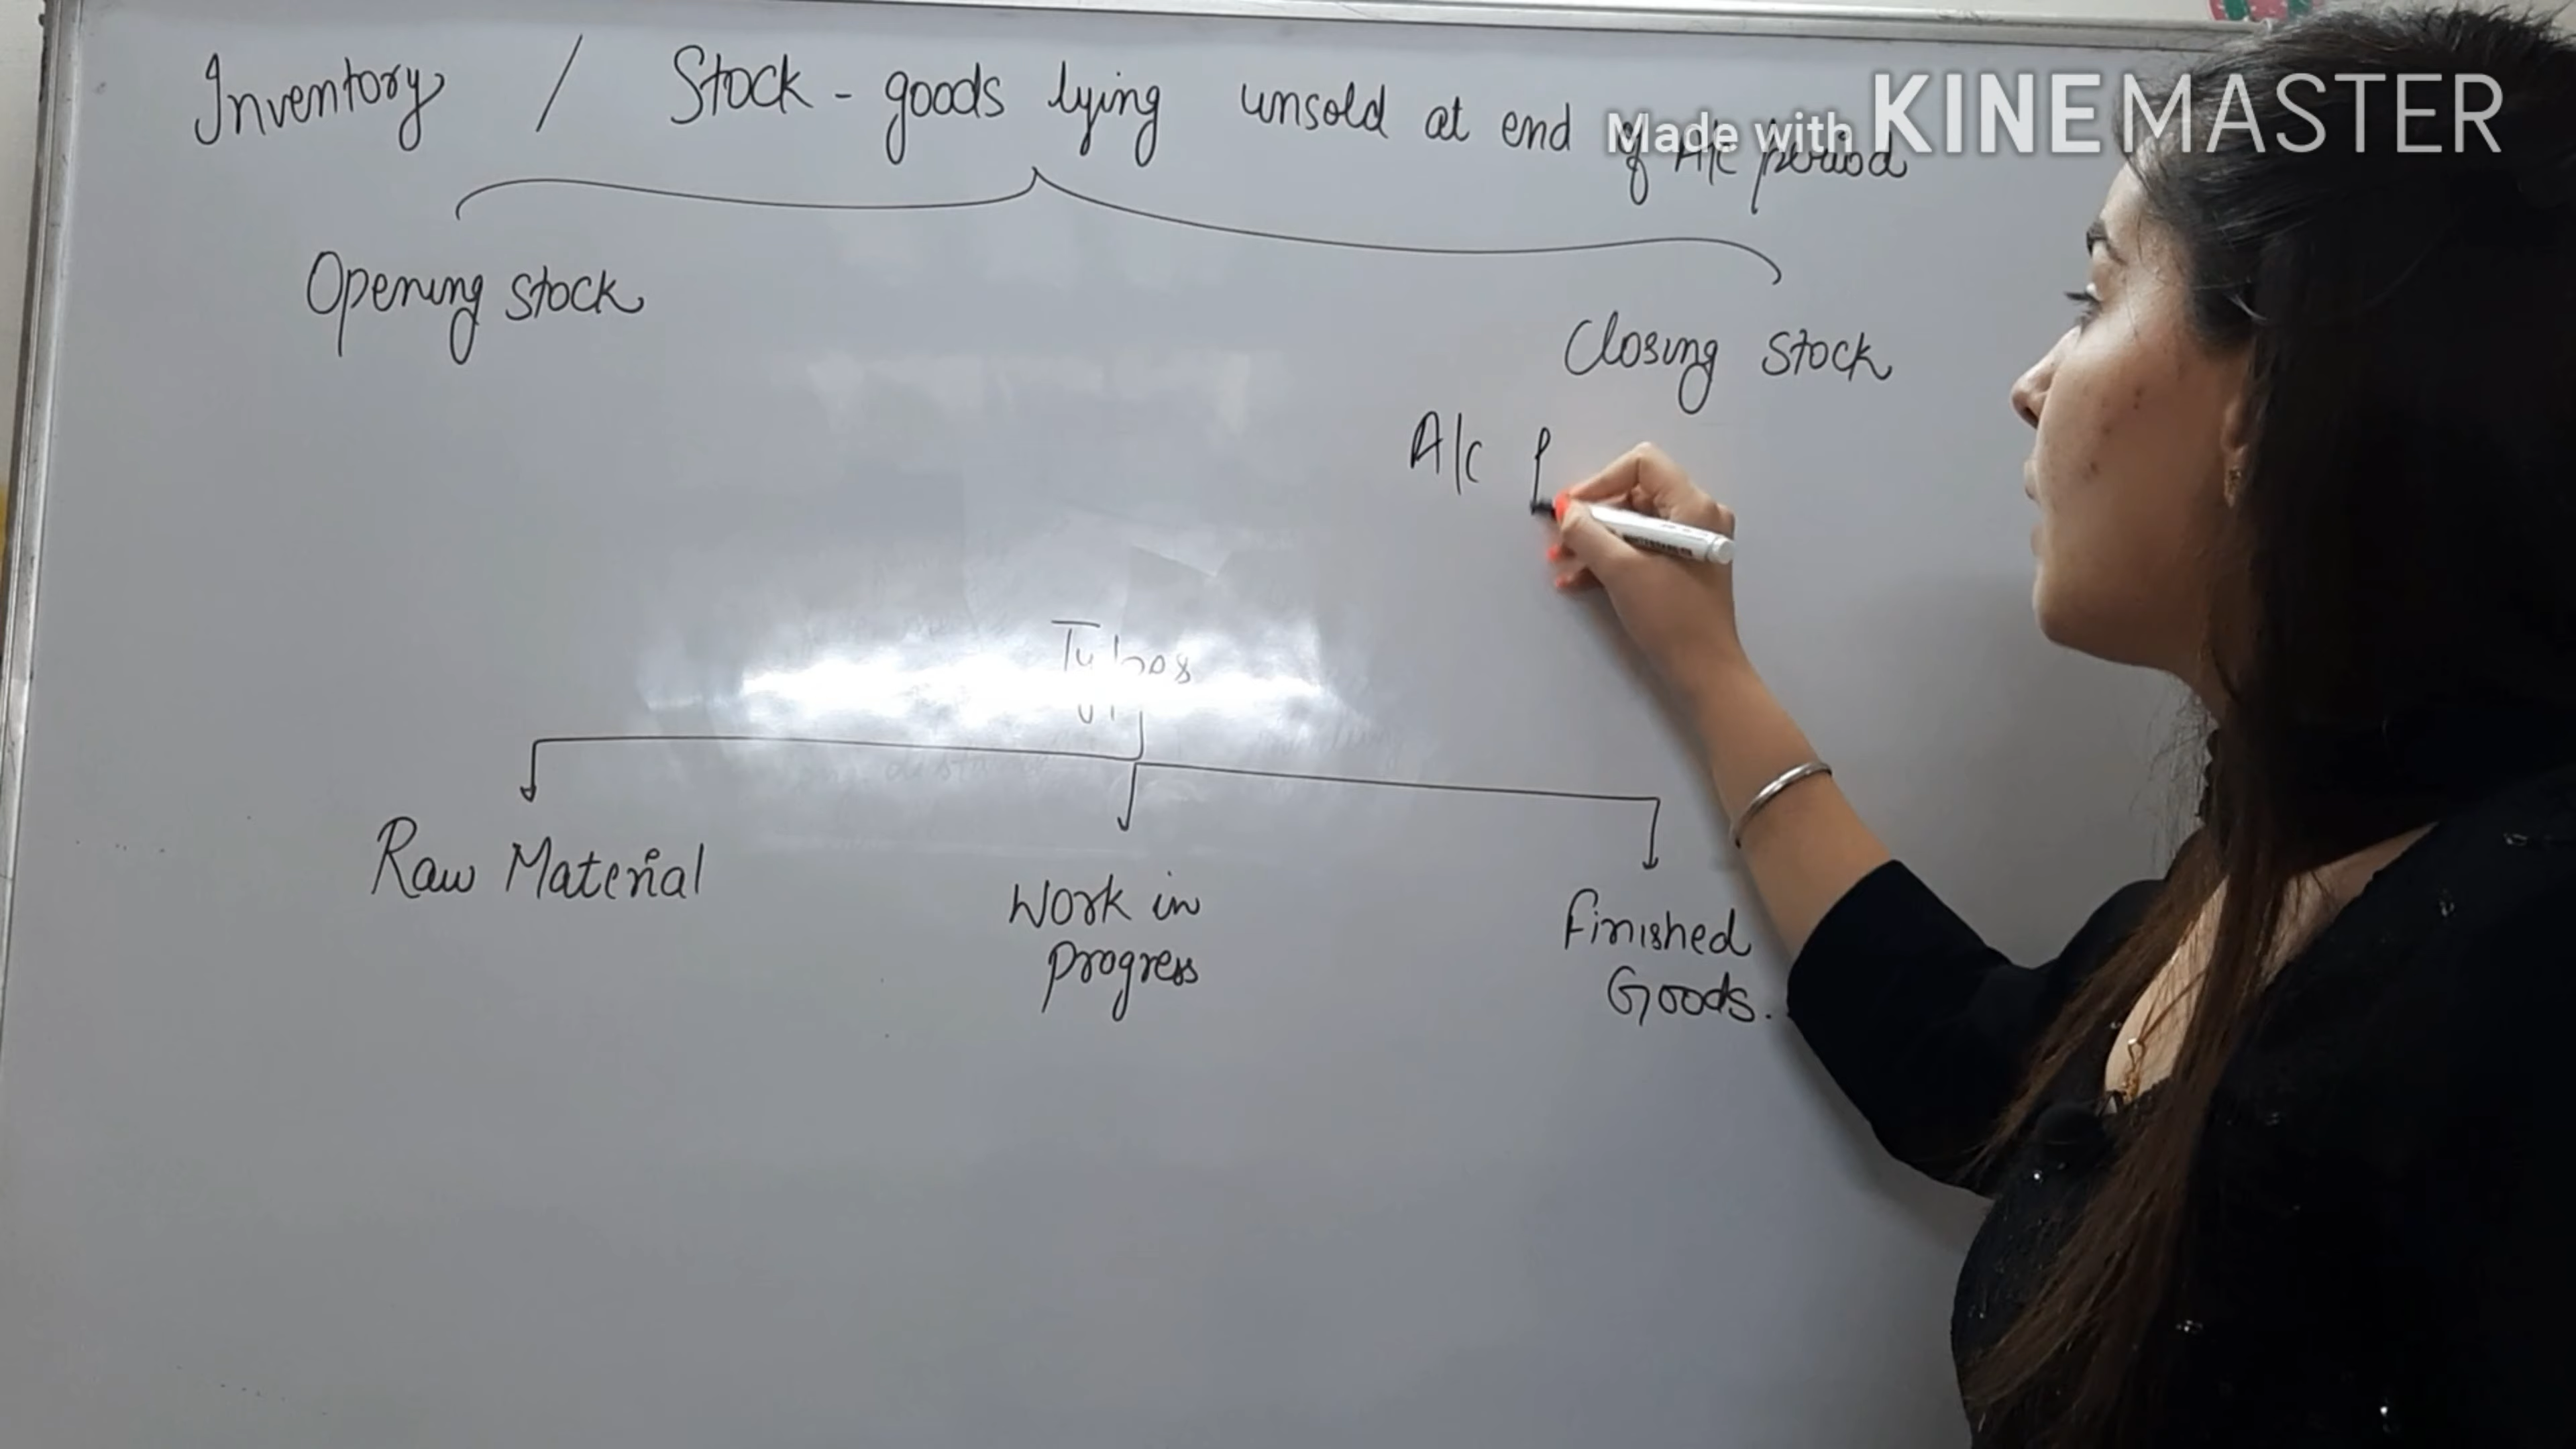 Inventory / Stock - goods lying unsold at end of A/c period
Made with KINEMASTER
Opening stock
Closing stock
A/c p
Types
Raw Material
Work in
progress
Finished
Goods.